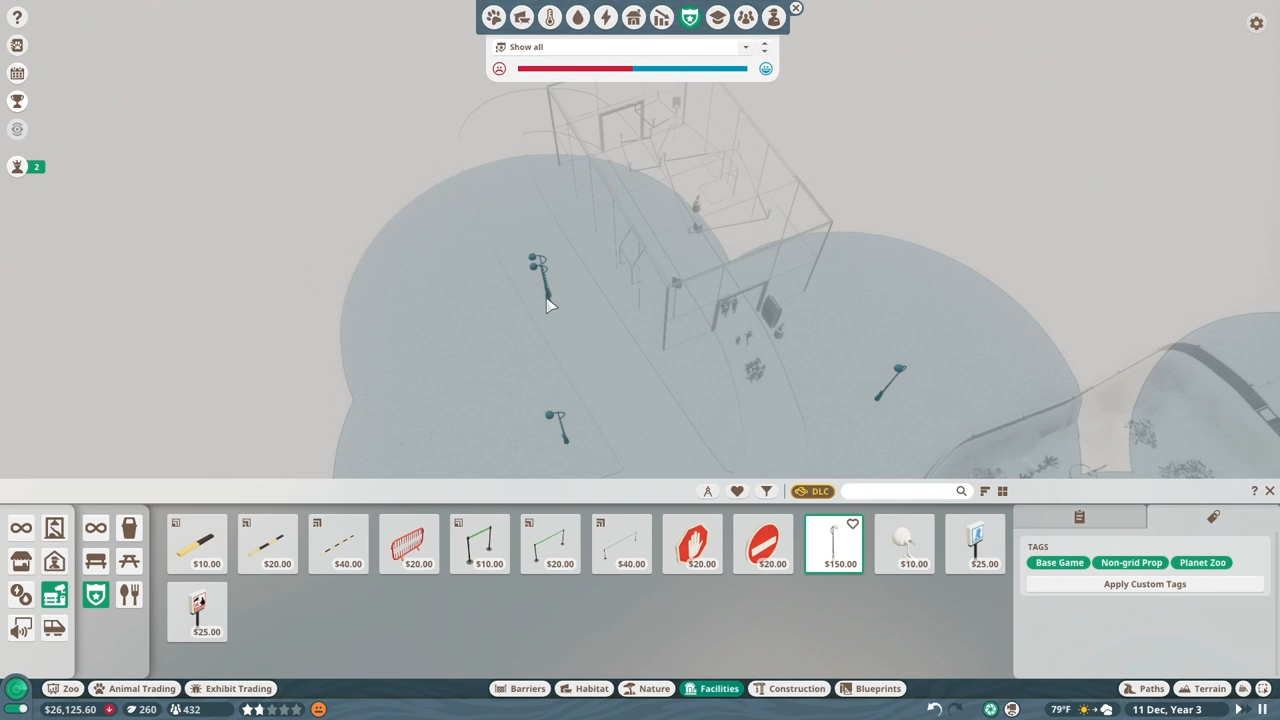 ?
Show all
2
DLC
?
$10.00
$20.00
$40.00
$20.00
$10.00
$20.00
$40.00
$20.00
$20.00
$150.00
$10.00
$25.00
$25.00
TAGS
Base Game
Non-grid Prop
Planet Zoo
Apply Custom Tags
Zoo
Animal Trading
Exhibit Trading
Barriers
Habitat
Nature
Facilities
Construction
Blueprints
Paths
Terrain
$26,125.60
260
432
79°F
11 Dec, Year 3